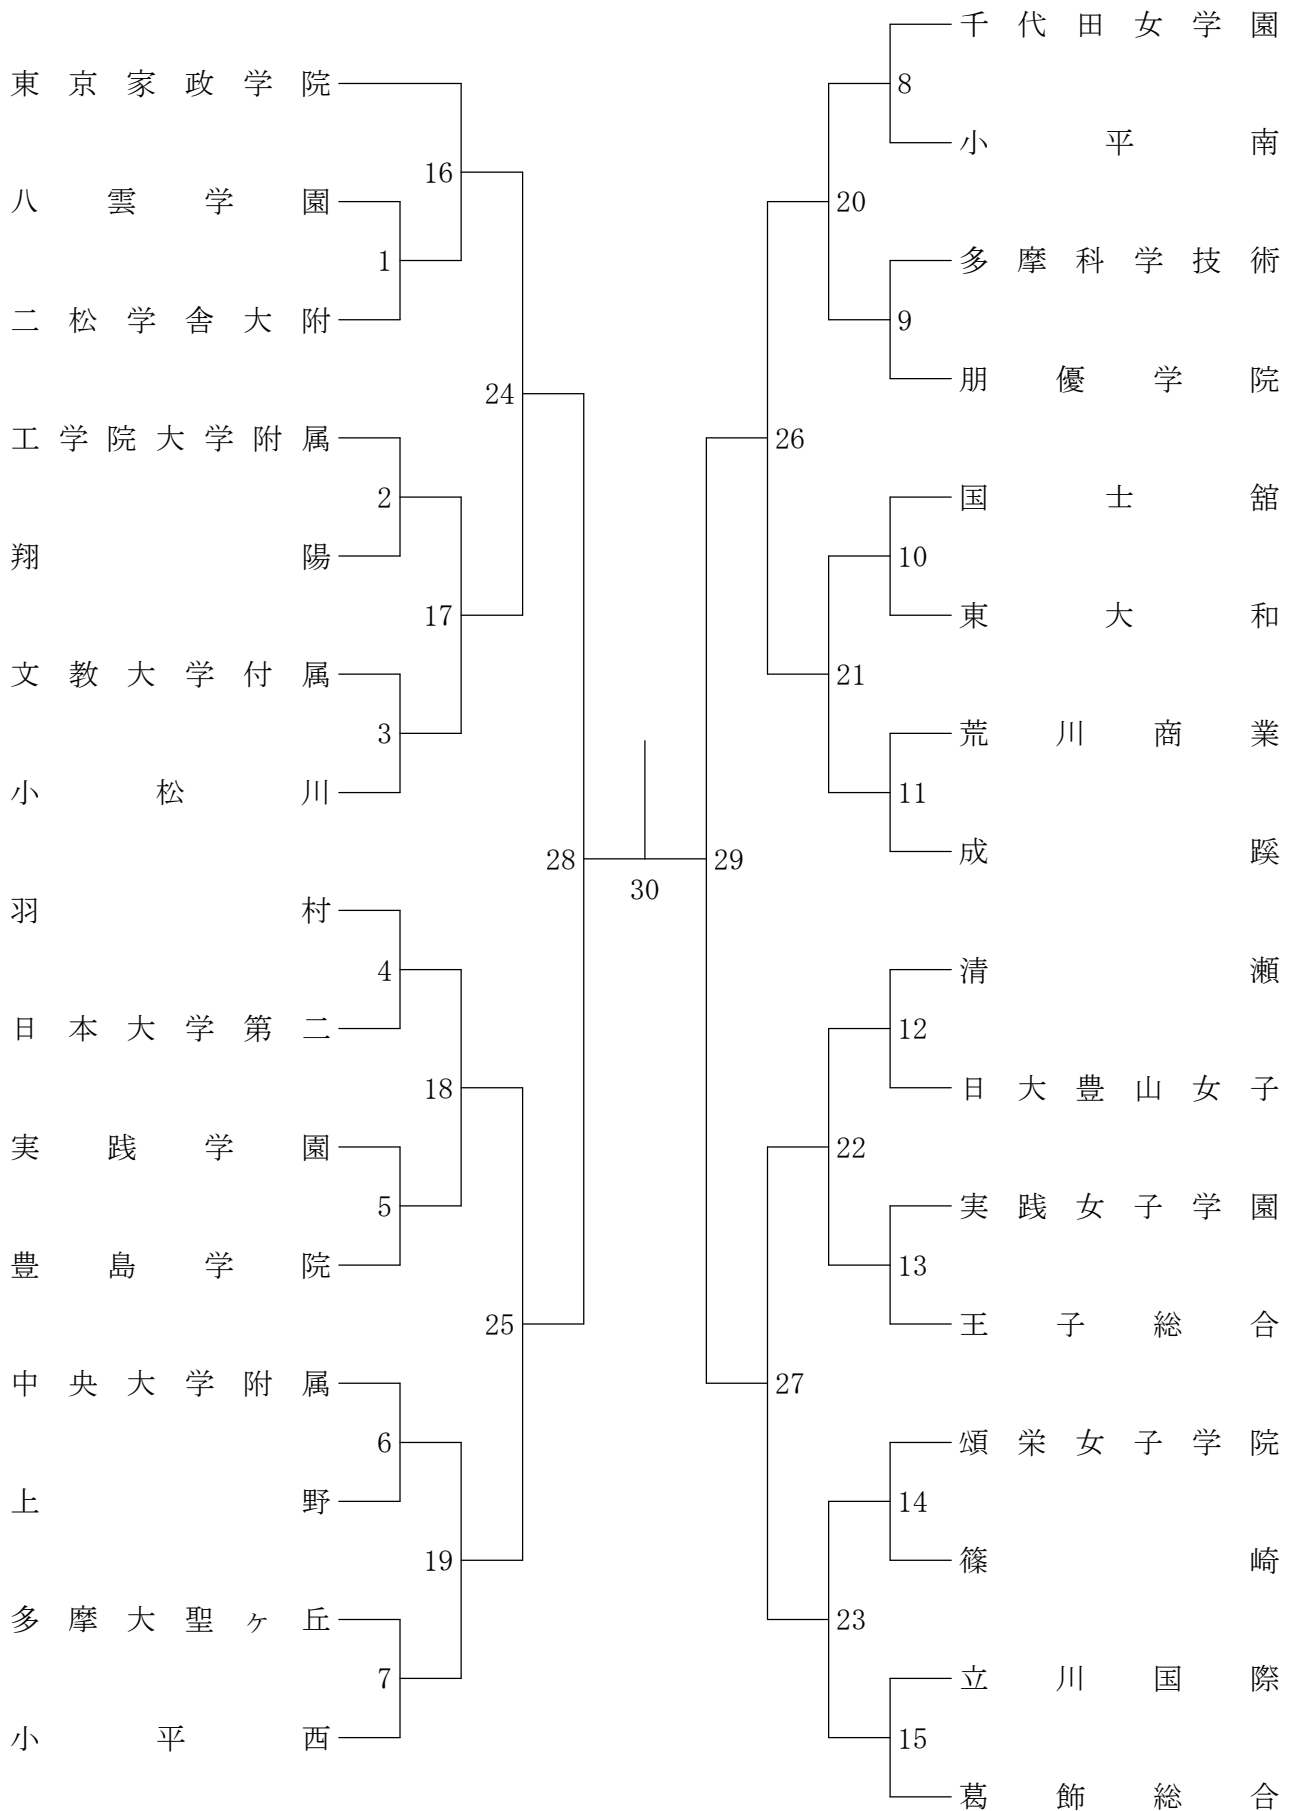 東京家政学院
16
八雲学園
1
二松学舎大附
24
工学院大学附属
2
翔陽
17
文教大学付属
3
小松川
28
羽村
4
日本大学第二
18
実践学園
5
豊島学院
25
中央大学附属
6
上野
19
多摩大聖ヶ丘
7
小平西
30
千代田女学園
8
小平南
20
多摩科学技術
9
朋優学院
26
国士舘
10
東大和
21
荒川商業
11
成蹊
29
清瀬
12
日大豊山女子
22
実践女子学園
13
王子総合
27
頌栄女子学院
14
篠崎
23
立川国際
15
葛飾総合